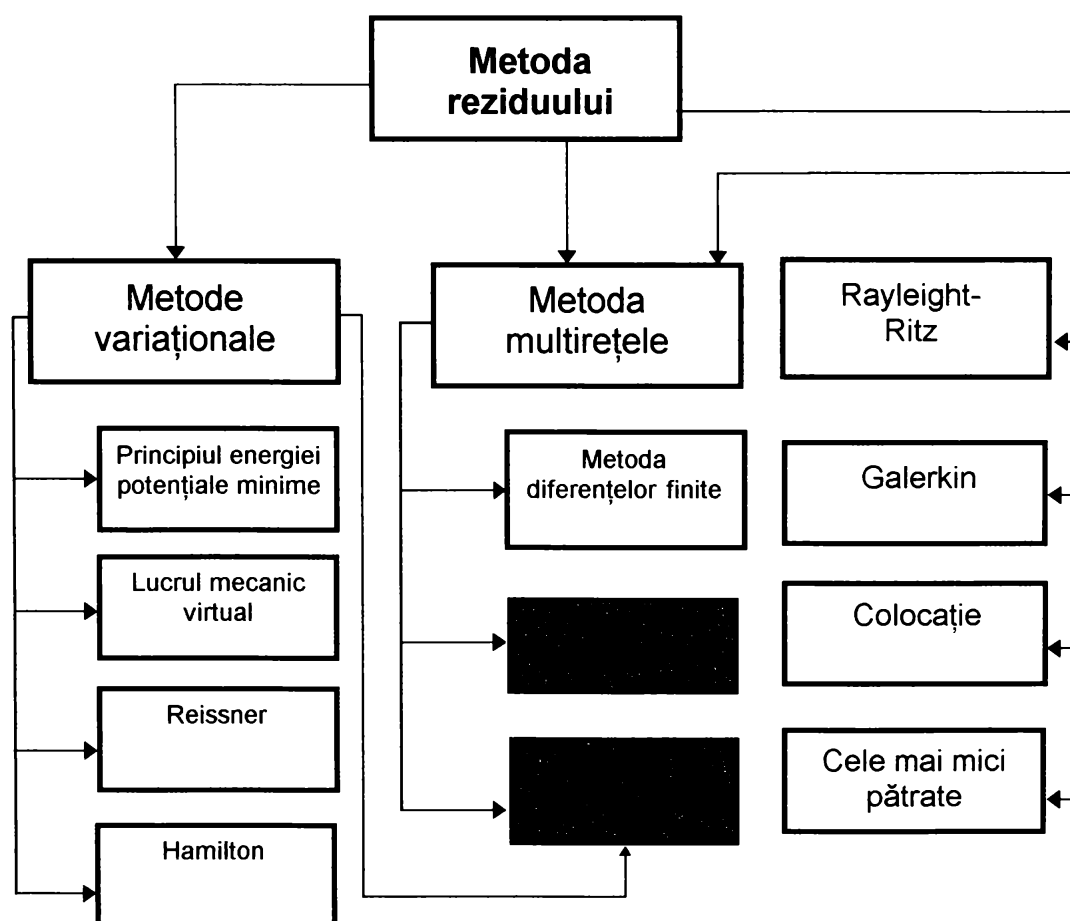 Metoda
reziduului
Metode
variaționale
Principiul energiei
potențiale minime
Lucrul mecanic
virtual
Reissner
Hamilton
Metoda
multirețele
Metoda
diferențelor finite
Rayleight-
Ritz
Galerkin
Colocație
Cele mai mici
pătrate